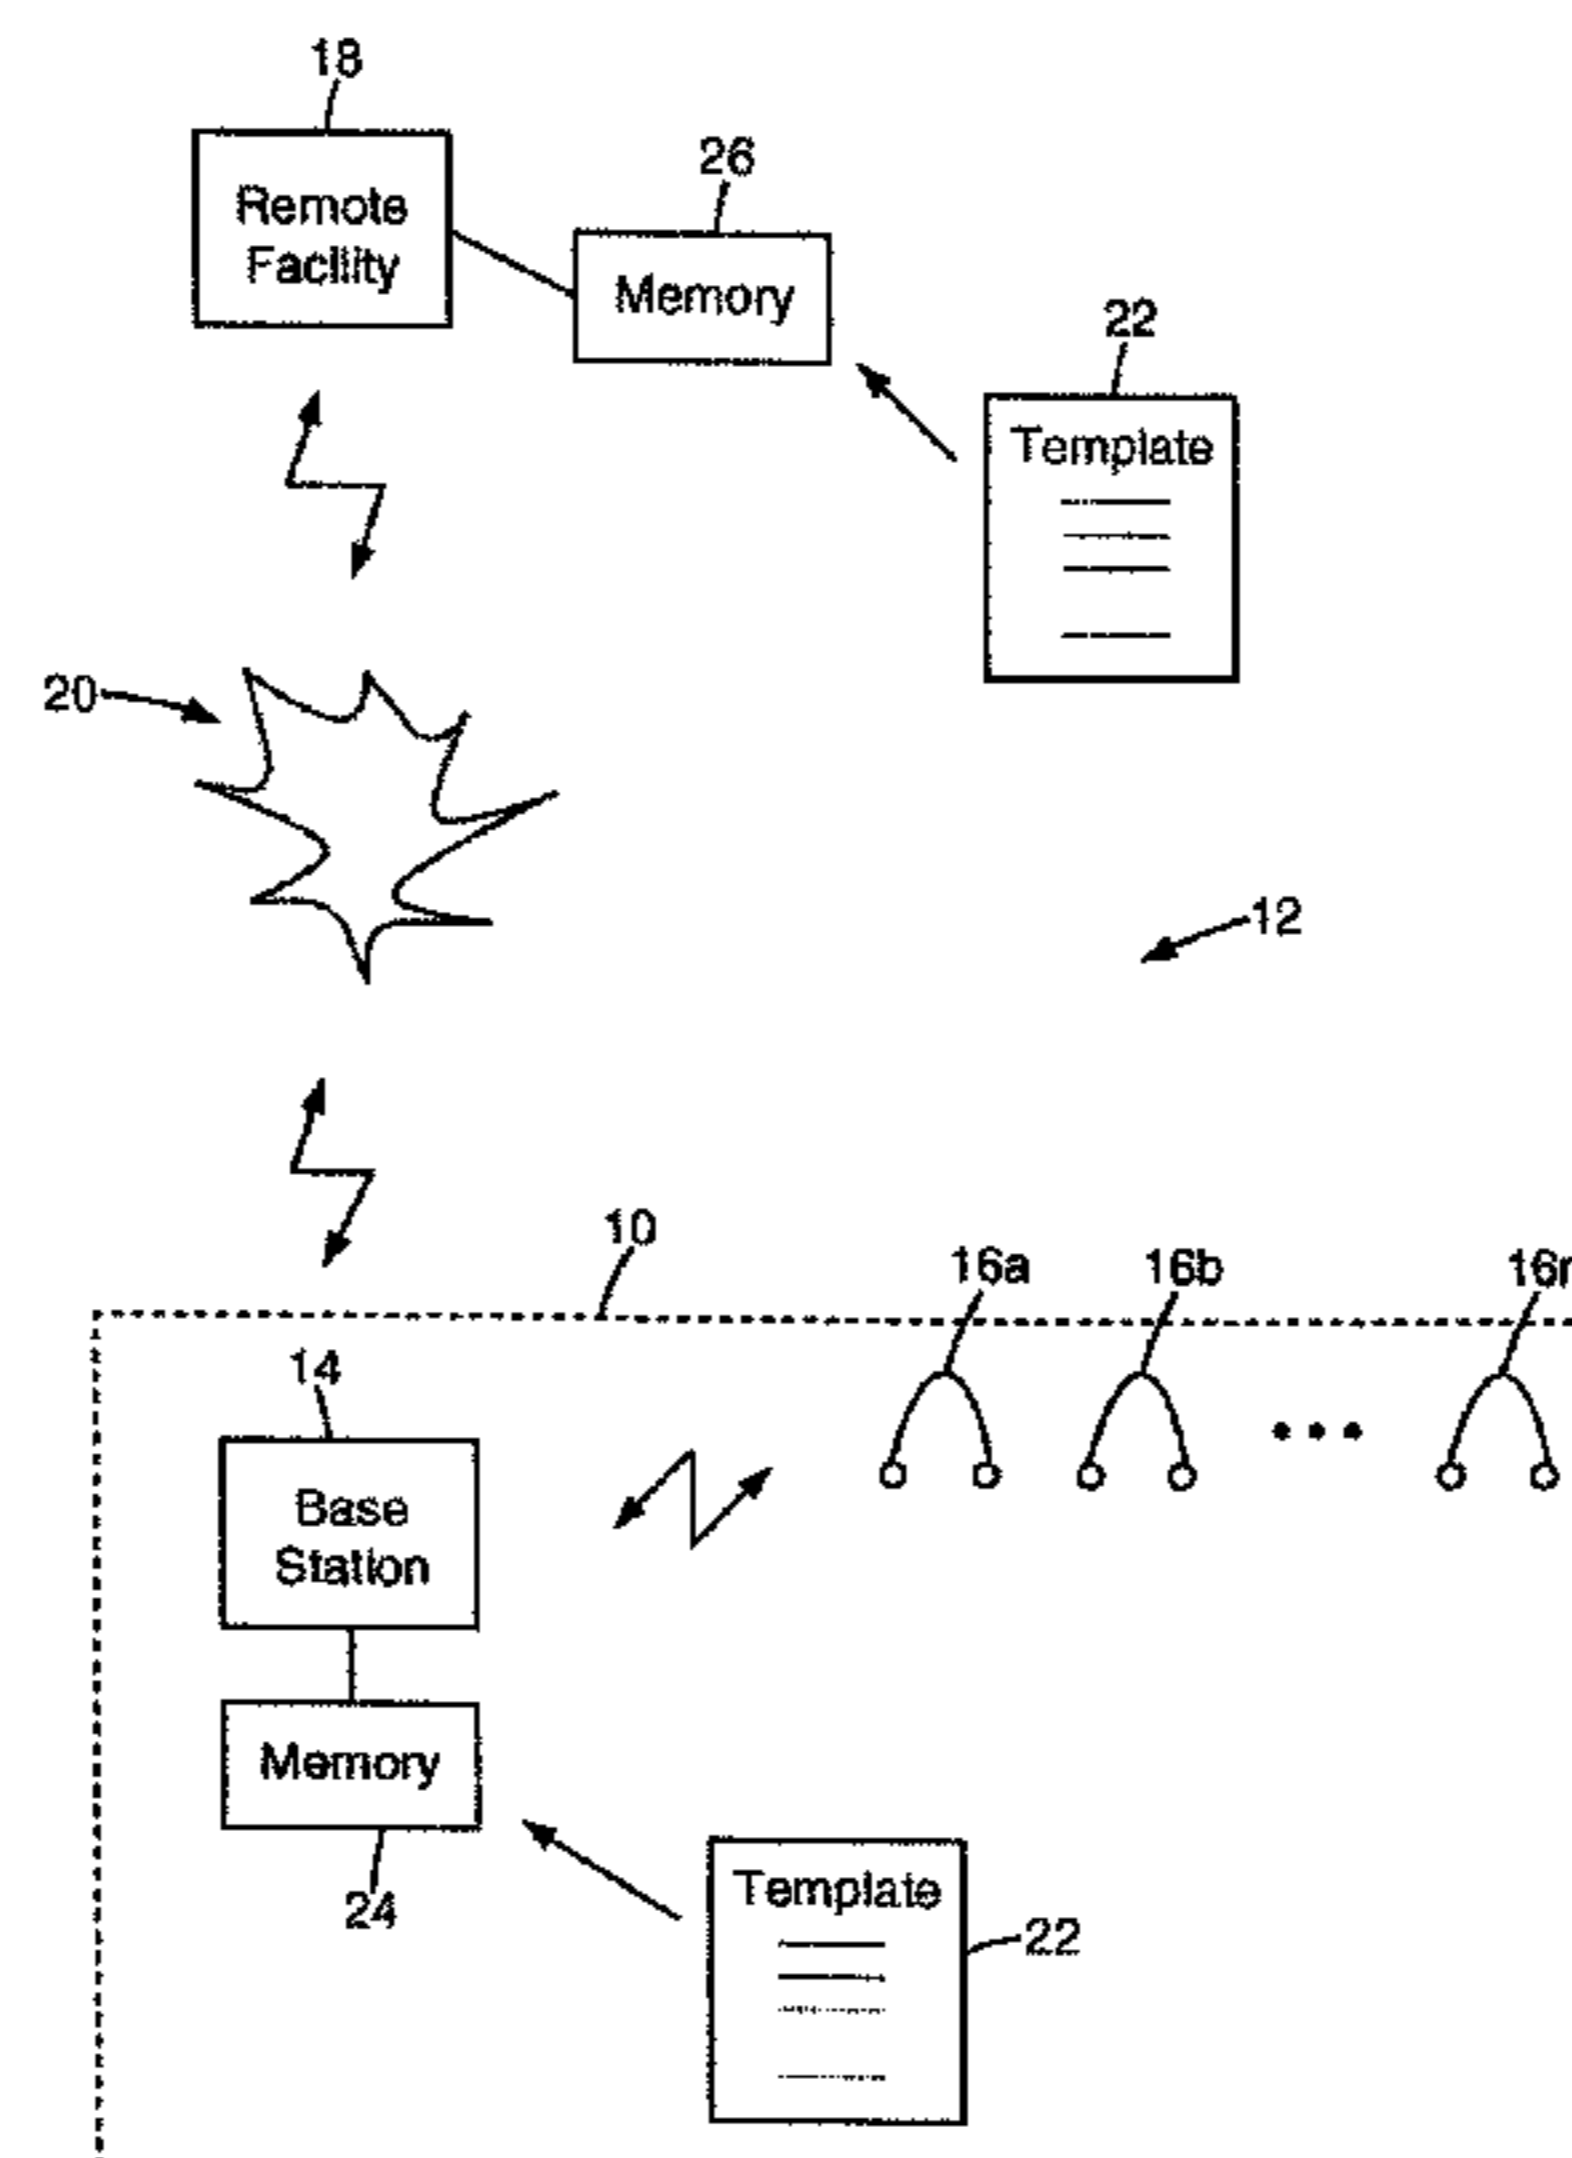 18
Remote
Facility
26
Memory
22
Template
20
12
10
16a
16b
14
Base
Station
Memory
24
Template
22